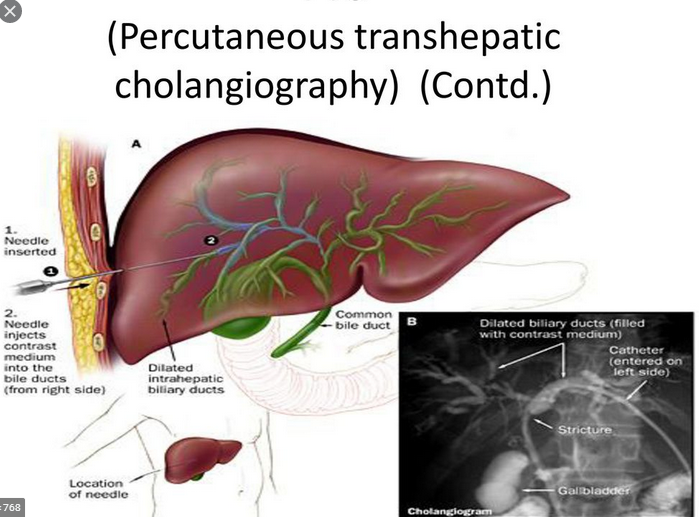 (Percutaneous transhepatic
cholangiography) (Contd.)
A
1.
Needle
inserted
1
2
2.
Needle
injects
contrast
medium
into the
bile ducts
(from right side)
Dilated
intrahepatic
biliary ducts
Common
bile duct
Location
of needle
B
Dilated biliary ducts (filled
with contrast medium)
Catheter
(entered on
left side)
Stricture
Gallbladder
Cholangiogram
768